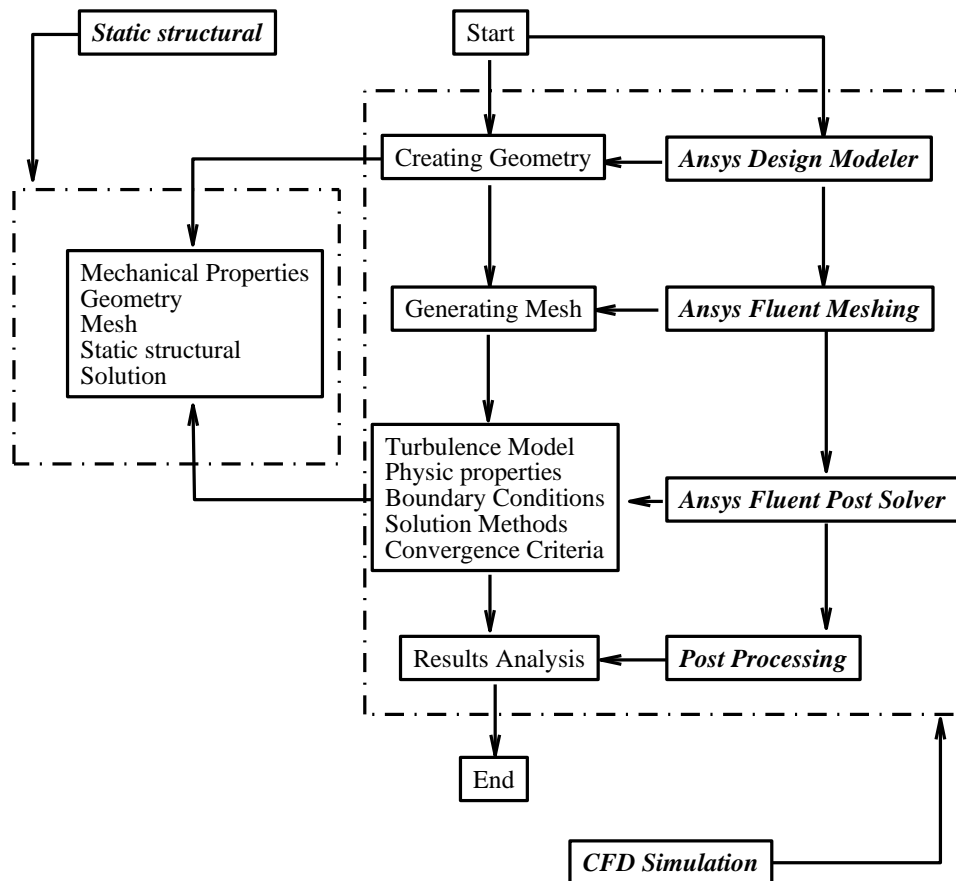 Static structural
Start
Creating Geometry
Ansys Design Modeler
Mechanical Properties
Geometry
Mesh
Static structural
Solution
Generating Mesh
Ansys Fluent Meshing
Turbulence Model
Physic properties
Boundary Conditions
Solution Methods
Convergence Criteria
Ansys Fluent Post Solver
Results Analysis
Post Processing
End
CFD Simulation